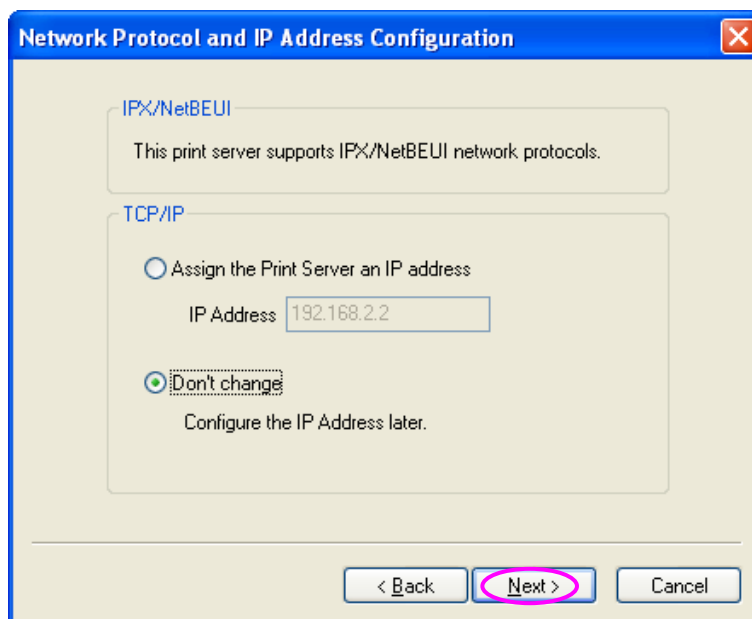 Network Protocol and IP Address Configuration
IPX/NetBEUI
This print server supports IPX/NetBEUI network protocols.
TCP/IP
Assign the Print Server an IP address
IP Address 192.168.2.2
Don't change
Configure the IP Address later.
< Back Next > Cancel